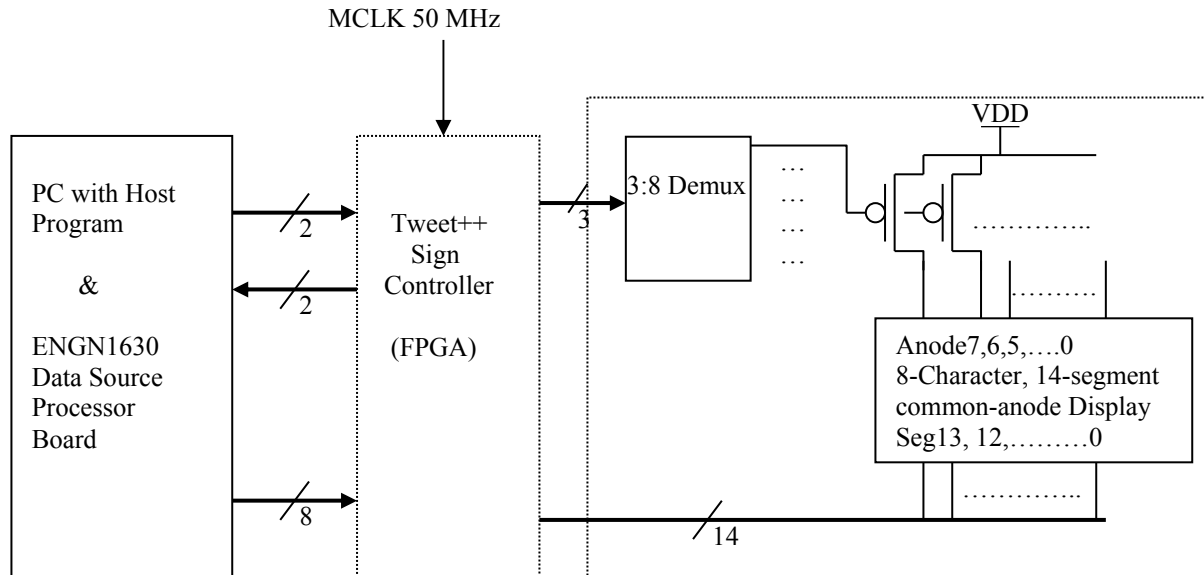 MCLK 50 MHz
PC with Host
Program
&
ENGN1630
Data Source
Processor
Board
2
2
8
Tweet++
Sign
Controller
(FPGA)
3
14
3:8 Demux
…
…
…
…
VDD
…………..
……….
Anode7,6,5,….0
8-Character, 14-segment
common-anode Display
Seg13, 12,………0
…………..